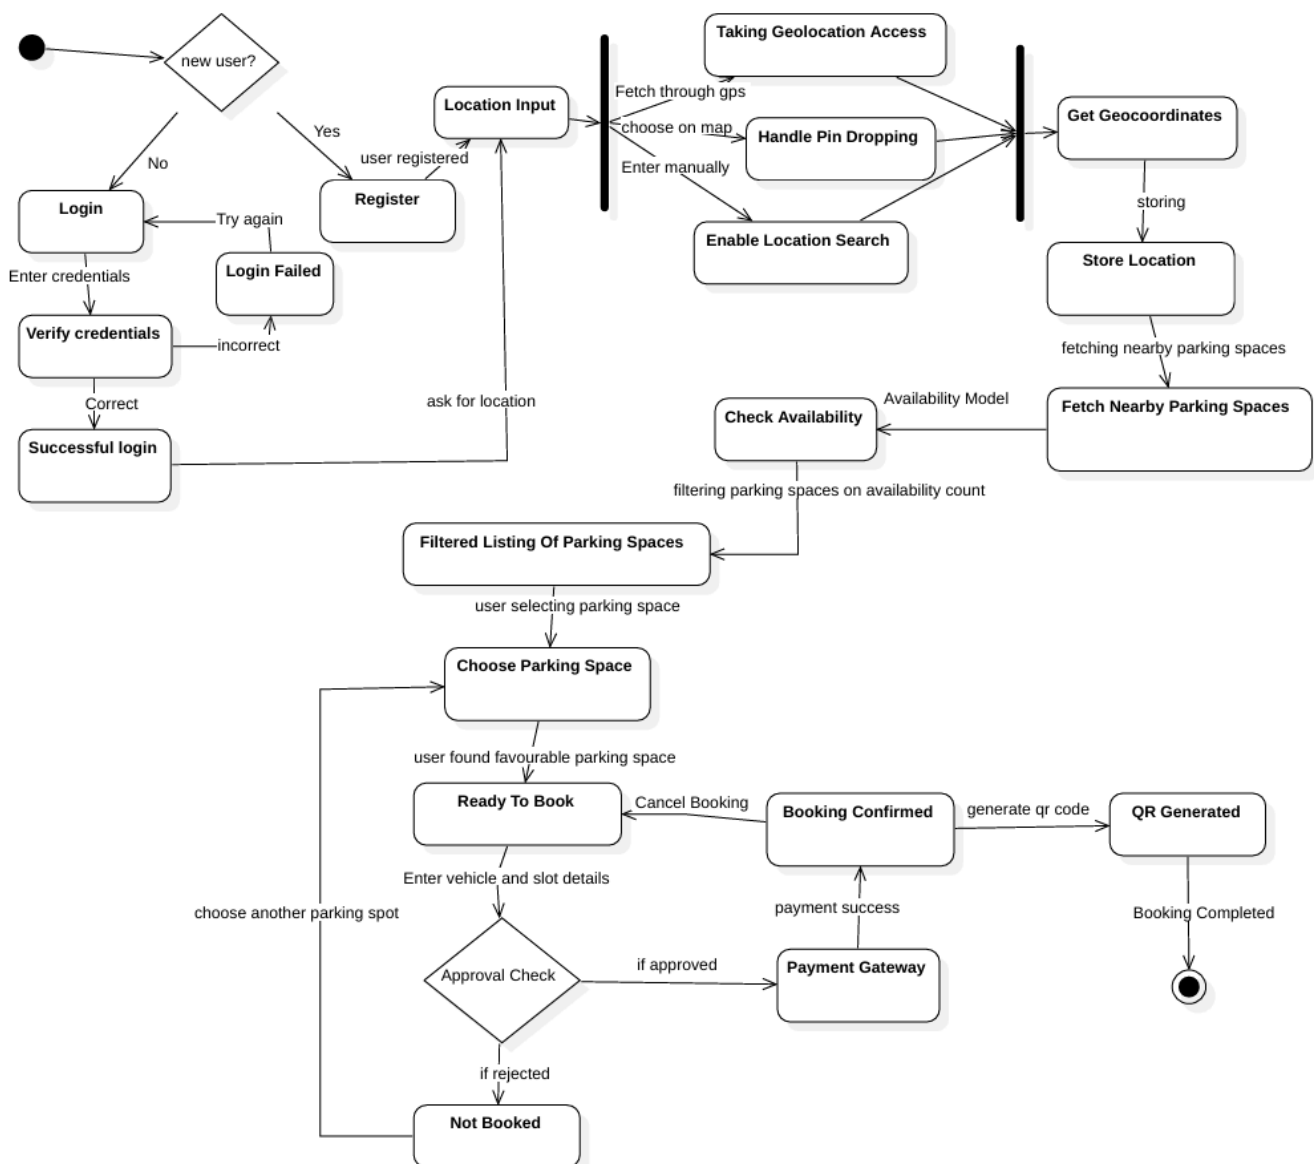 new user?
Taking Geolocation Access
Location Input
Fetch through gps
choose on map
Handle Pin Dropping
Enter manually
Enable Location Search
Get Geocoordinates
Yes
No
user registered
Register
Login
Try again
Login Failed
Enter credentials
Verify credentials
incorrect
Correct
Successful login
ask for location
storing
Store Location
fetching nearby parking spaces
Fetch Nearby Parking Spaces
Availability Model
Check Availability
filtering parking spaces on availability count
Filtered Listing Of Parking Spaces
user selecting parking space
Choose Parking Space
user found favourable parking space
Ready To Book
Cancel Booking
Booking Confirmed
generate qr code
QR Generated
Enter vehicle and slot details
choose another parking spot
payment success
Booking Completed
Approval Check
if approved
Payment Gateway
if rejected
Not Booked